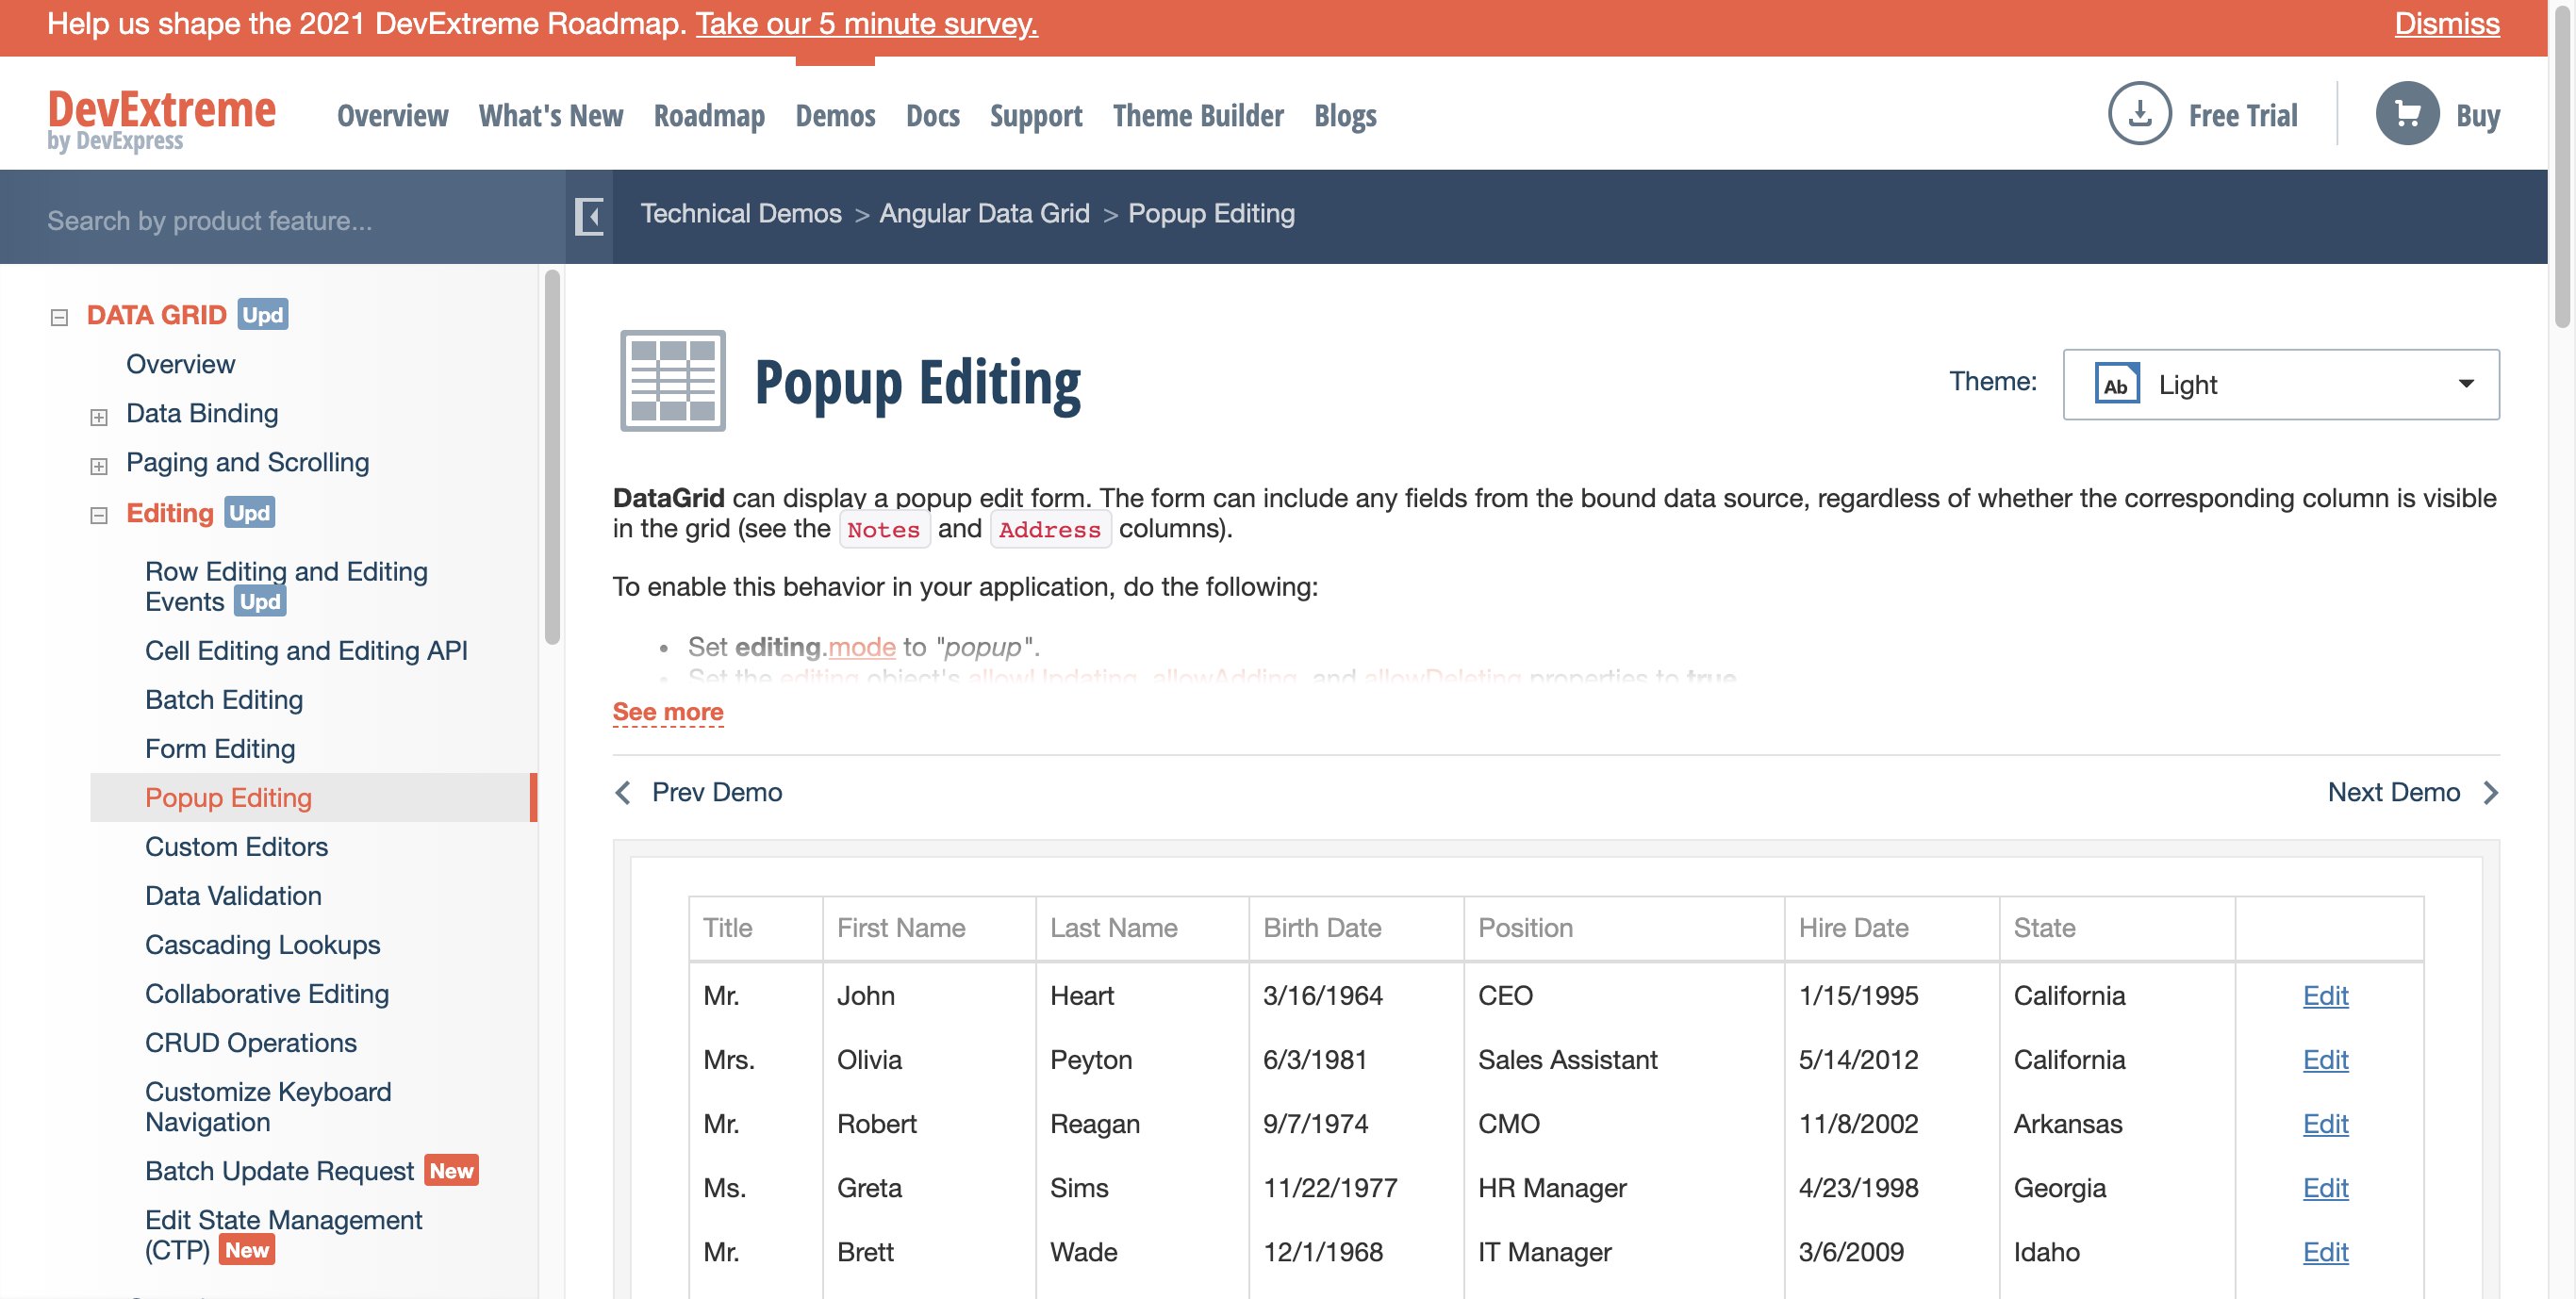 Help us shape the 2021 DevExtreme Roadmap. Take our 5 minute survey.
Dismiss
DevExtreme
by DevExpress
Overview What's New Roadmap Demos Docs Support Theme Builder Blogs
Free Trial
Buy
Search by product feature...
Technical Demos > Angular Data Grid > Popup Editing
DATA GRID Upd
Overview
Data Binding
Paging and Scrolling
Editing Upd
Row Editing and Editing
Events Upd
Cell Editing and Editing API
Batch Editing
Form Editing
Popup Editing
Custom Editors
Data Validation
Cascading Lookups
Collaborative Editing
CRUD Operations
Customize Keyboard
Navigation
Batch Update Request New
Edit State Management
(CTP) New
Popup Editing
Theme:
Ab Light
DataGrid can display a popup edit form. The form can include any fields from the bound data source, regardless of whether the corresponding column is visible
in the grid (see the Notes and Address columns).
To enable this behavior in your application, do the following:
• Set editing.mode to "popup".
• Set the editing object's allowUpdating, allowAdding, and allowDeleting properties to true
See more
Prev Demo
Next Demo
Title First Name Last Name Birth Date Position Hire Date State
Mr. John Heart 3/16/1964 CEO 1/15/1995 California Edit
Mrs. Olivia Peyton 6/3/1981 Sales Assistant 5/14/2012 California Edit
Mr. Robert Reagan 9/7/1974 CMO 11/8/2002 Arkansas Edit
Ms. Greta Sims 11/22/1977 HR Manager 4/23/1998 Georgia Edit
Mr. Brett Wade 12/1/1968 IT Manager 3/6/2009 Idaho Edit